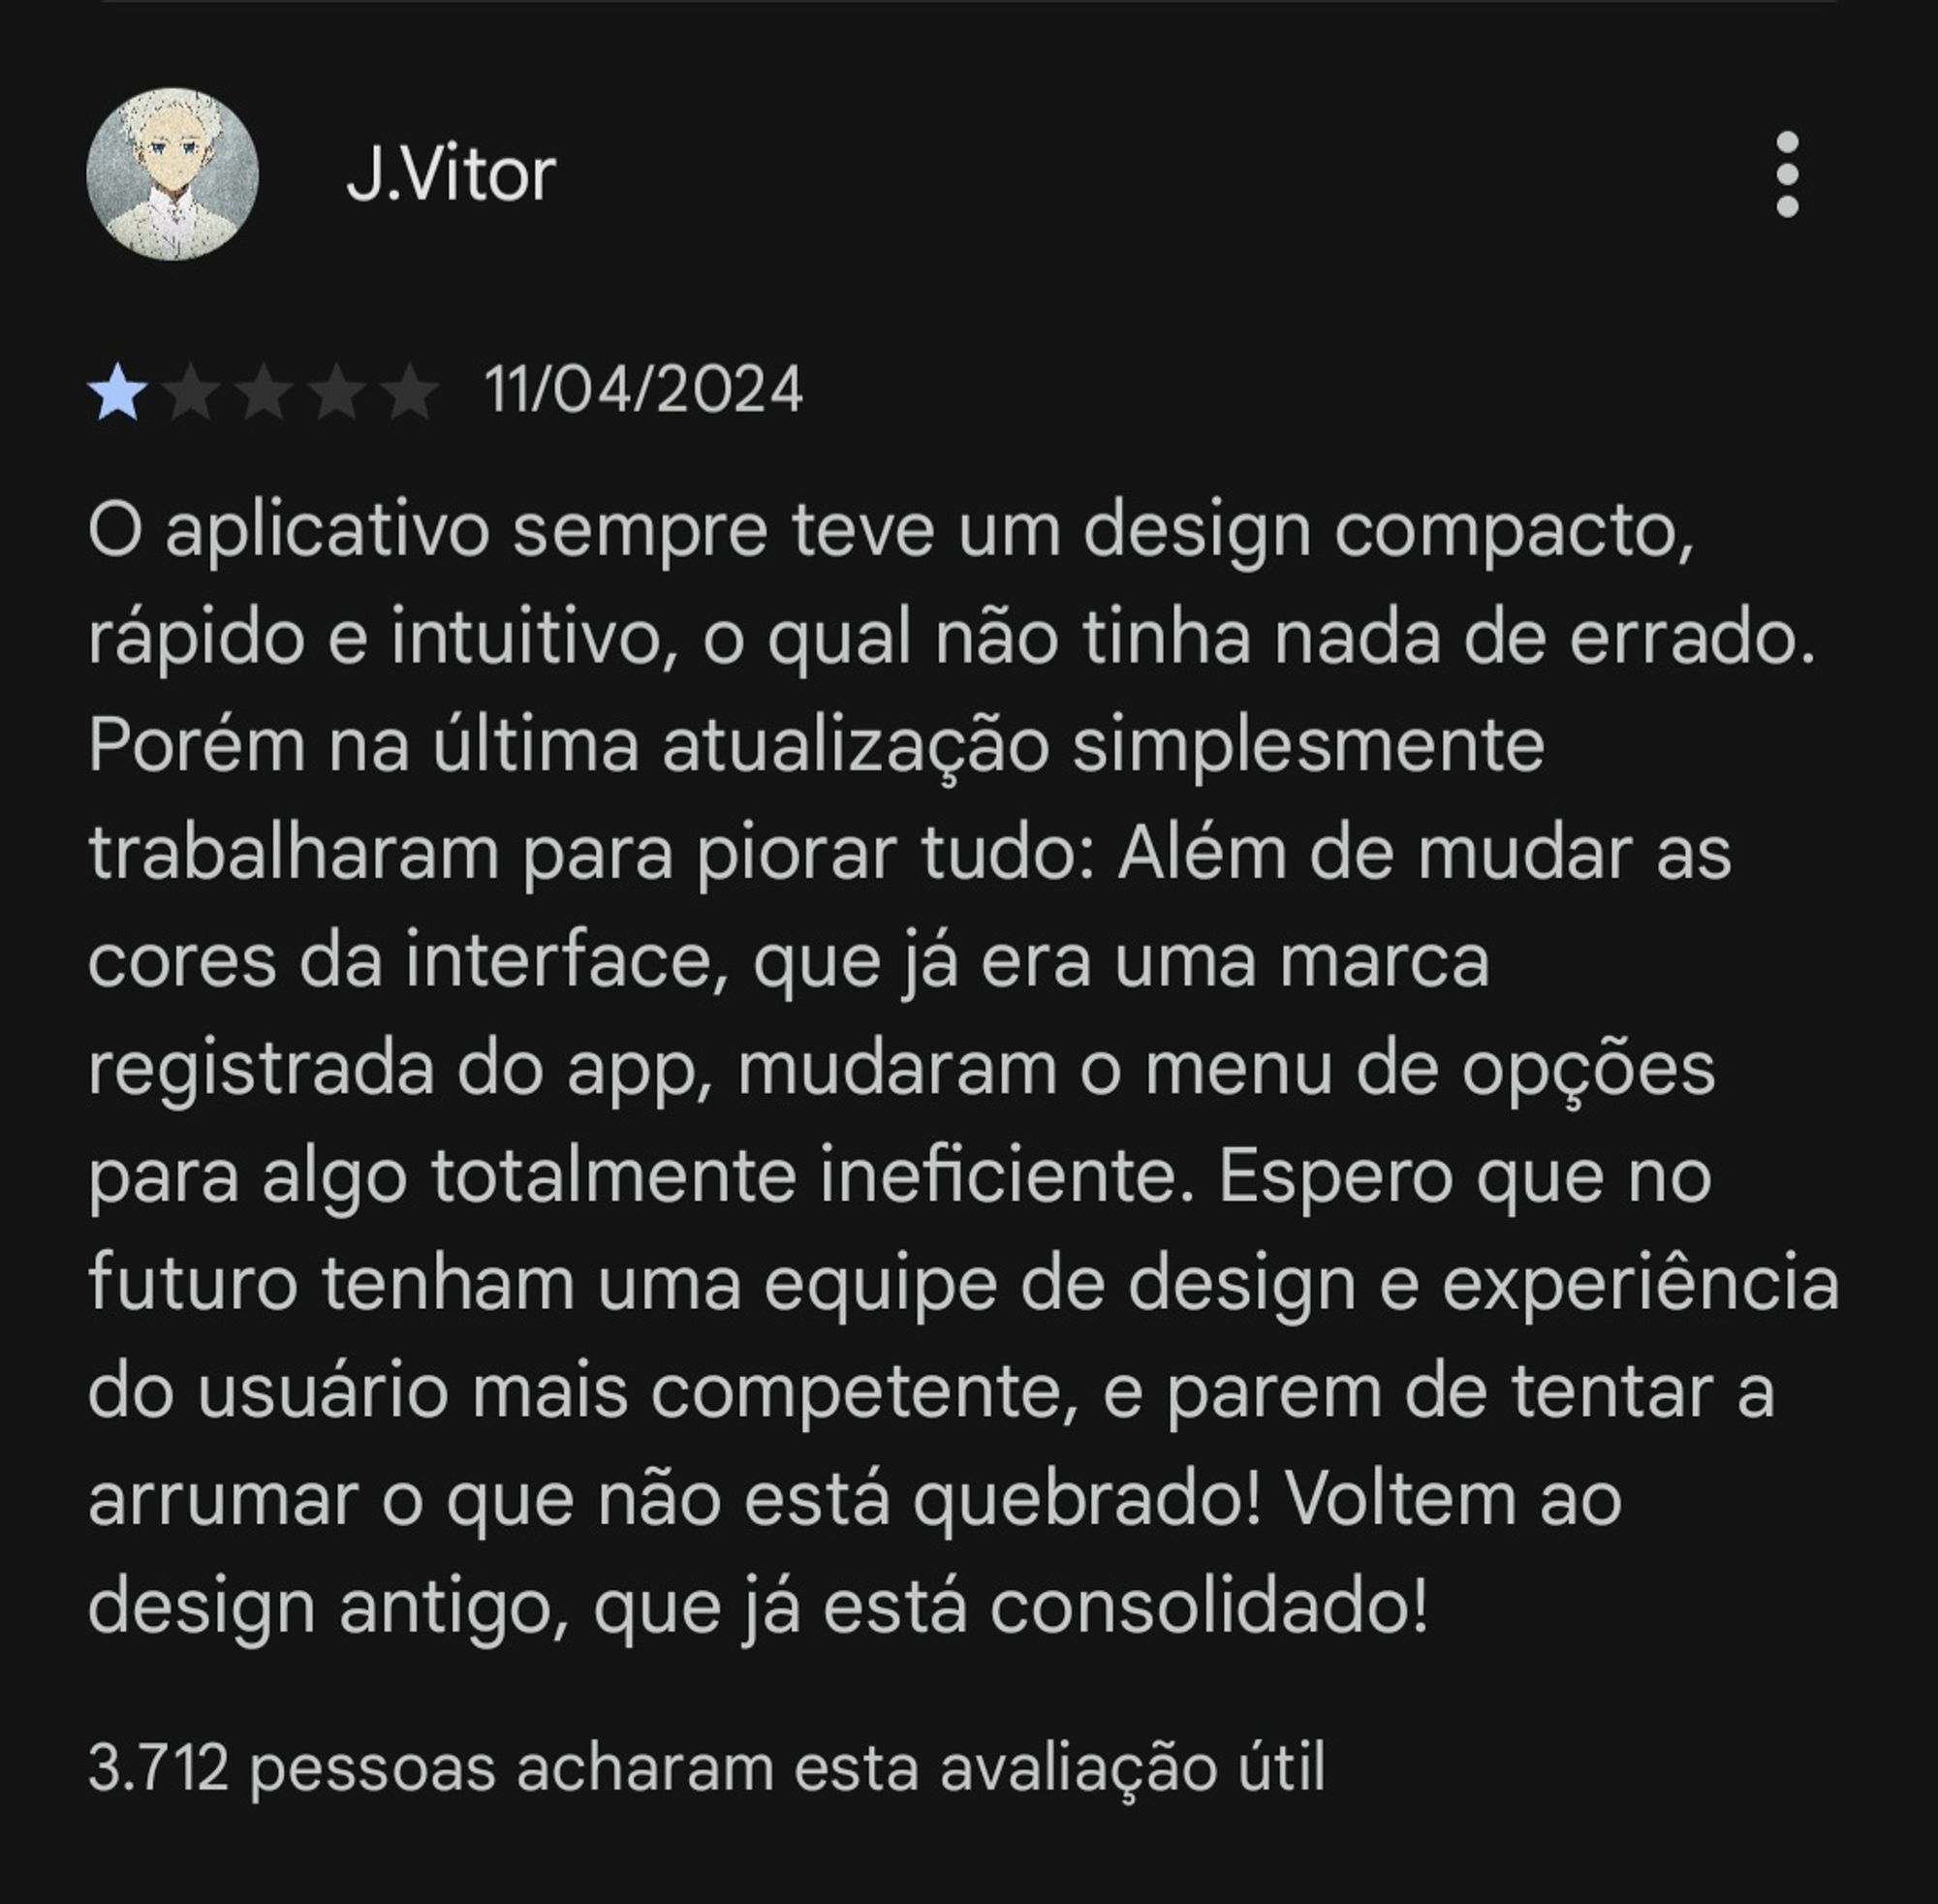 J.Vitor
11/04/2024
O aplicativo sempre teve um design compacto,
rápido e intuitivo, o qual não tinha nada de errado.
Porém na última atualização simplesmente
trabalharam para piorar tudo: Além de mudar as
cores da interface, que já era uma marca
registrada do app, mudaram o menu de opções
para algo totalmente ineficiente. Espero que no
futuro tenham uma equipe de design e experiência
do usuário mais competente, e parem de tentar a
arrumar o que não está quebrado! Voltem ao
design antigo, que já está consolidado!
3.712 pessoas acharam esta avaliação útil